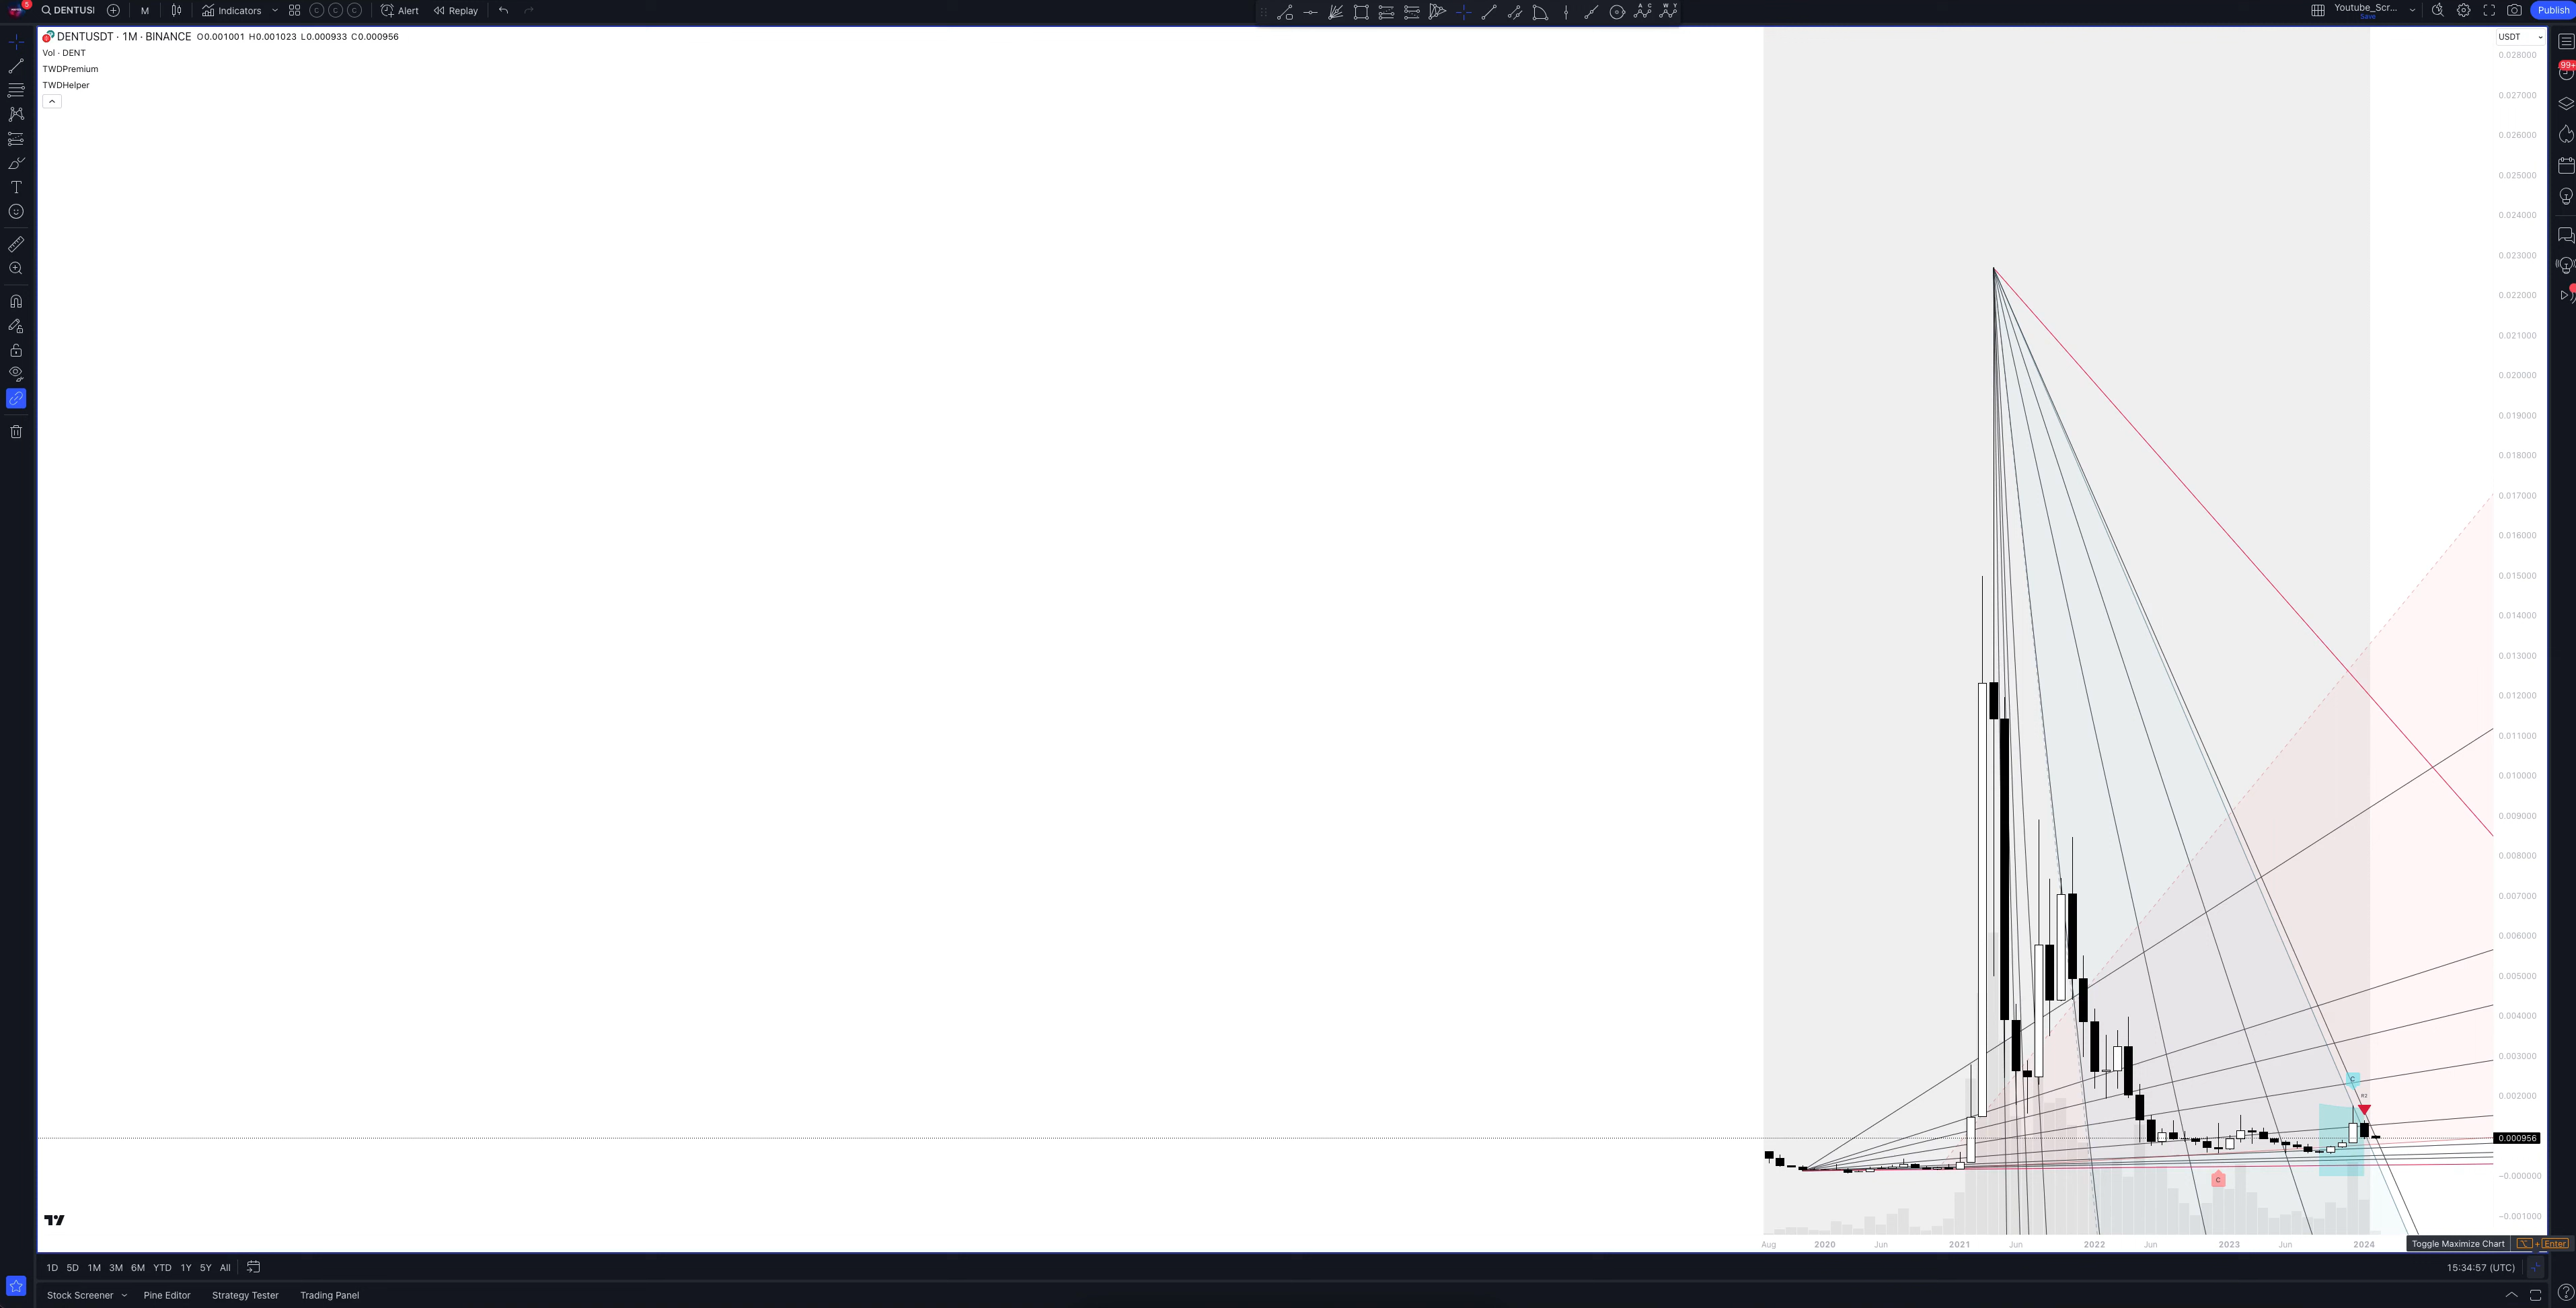 5
DENTUSI
M
Indicators
C C C
Alert
Replay
A C
W Y
Youtube_Scr...
Save
Publish
DENTUSDT · 1M · BINANCE O0.001001 H0.001023 L0.000933 C0.000956
Vol · DENT
TWDPremium
TWDHelper
USDT
99+
0.028000
0.027000
0.026000
0.025000
0.024000
0.023000
0.022000
0.021000
0.020000
0.019000
0.018000
0.017000
0.016000
0.015000
0.014000
0.013000
0.012000
0.011000
0.010000
0.009000
0.008000
0.007000
0.006000
0.005000
0.004000
0.003000
0.002000
0.000956
−0.000000
−0.001000
C
R2
C
Aug 2020 Jun 2021 Jun 2022 Jun 2023 Jun 2024
Toggle Maximize Chart ⌥ + Enter
1D 5D 1M 3M 6M YTD 1Y 5Y All
15:34:57 (UTC)
Stock Screener Pine Editor Strategy Tester Trading Panel